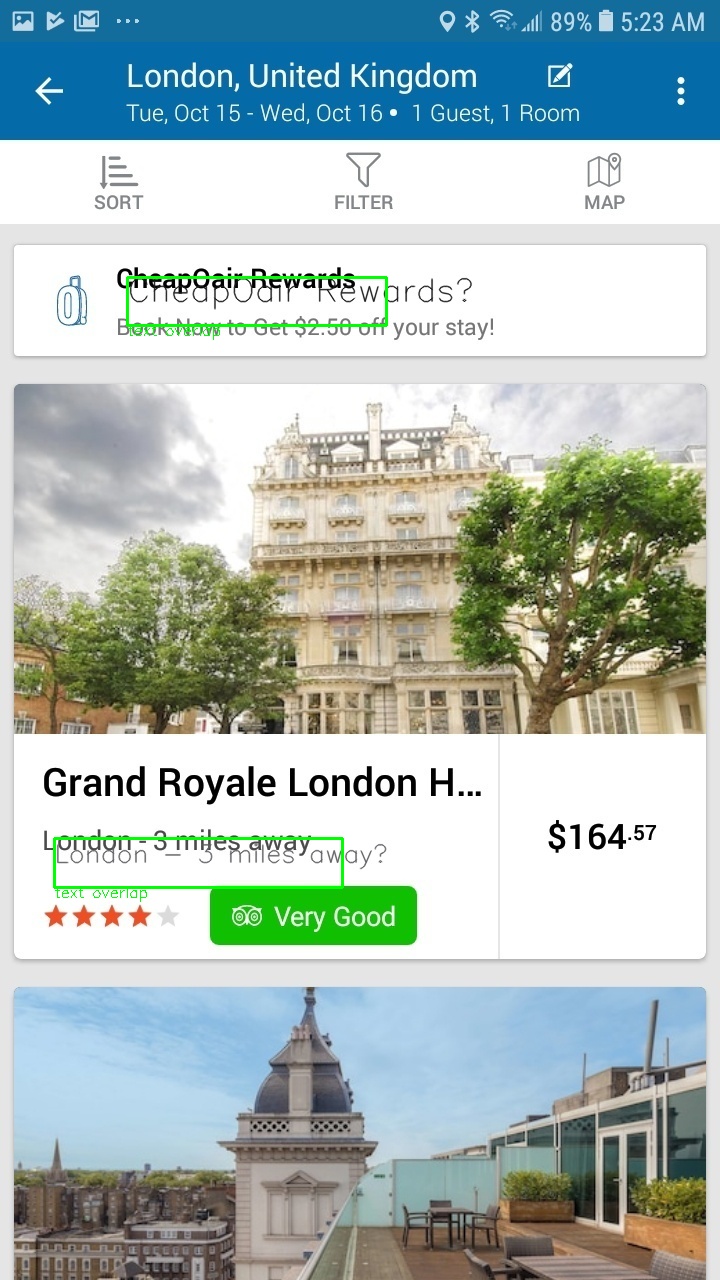 89% 5:23 AM
London, United Kingdom
Tue, Oct 15 - Wed, Oct 16 • 1 Guest, 1 Room
SORT FILTER MAP
CheapOair Rewards
CheapOair Rewards?
Book Now to Get $2.50 off your stay!
text overlap
Grand Royale London H...
$164.57
London - 3 miles away
London - 3 miles away?
text overlap
Very Good